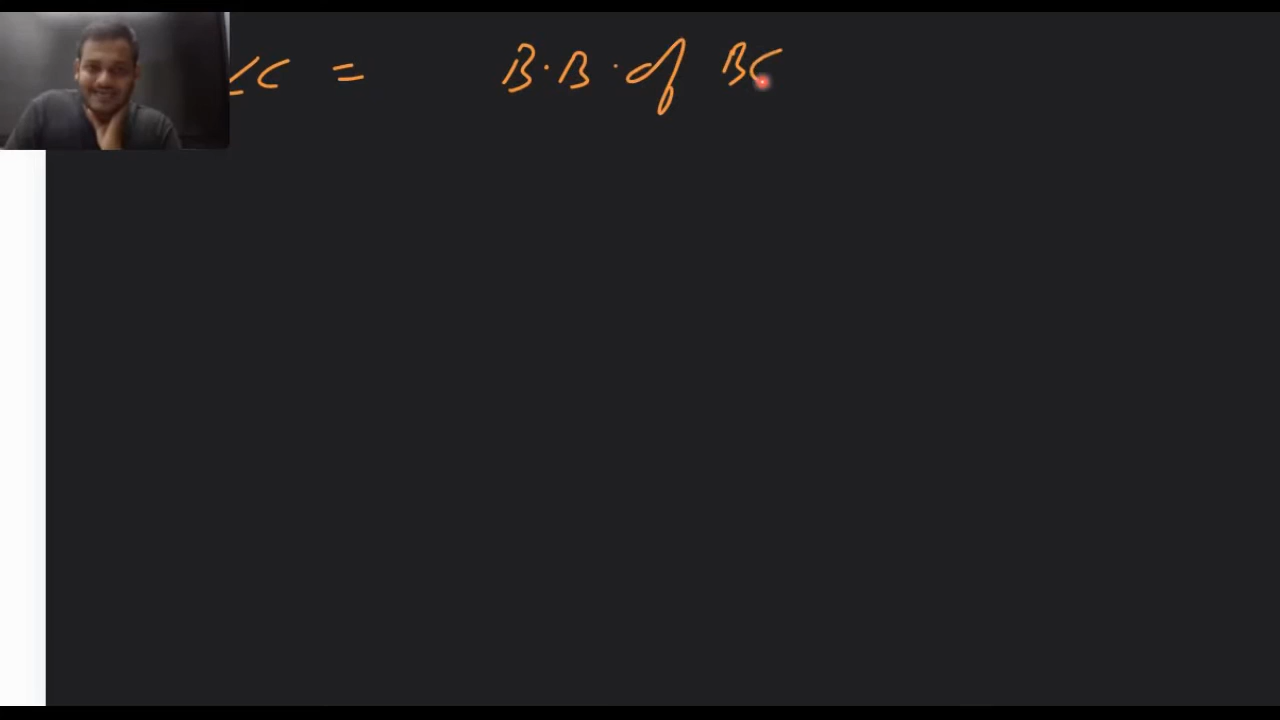 ∠C = B.B. of BC